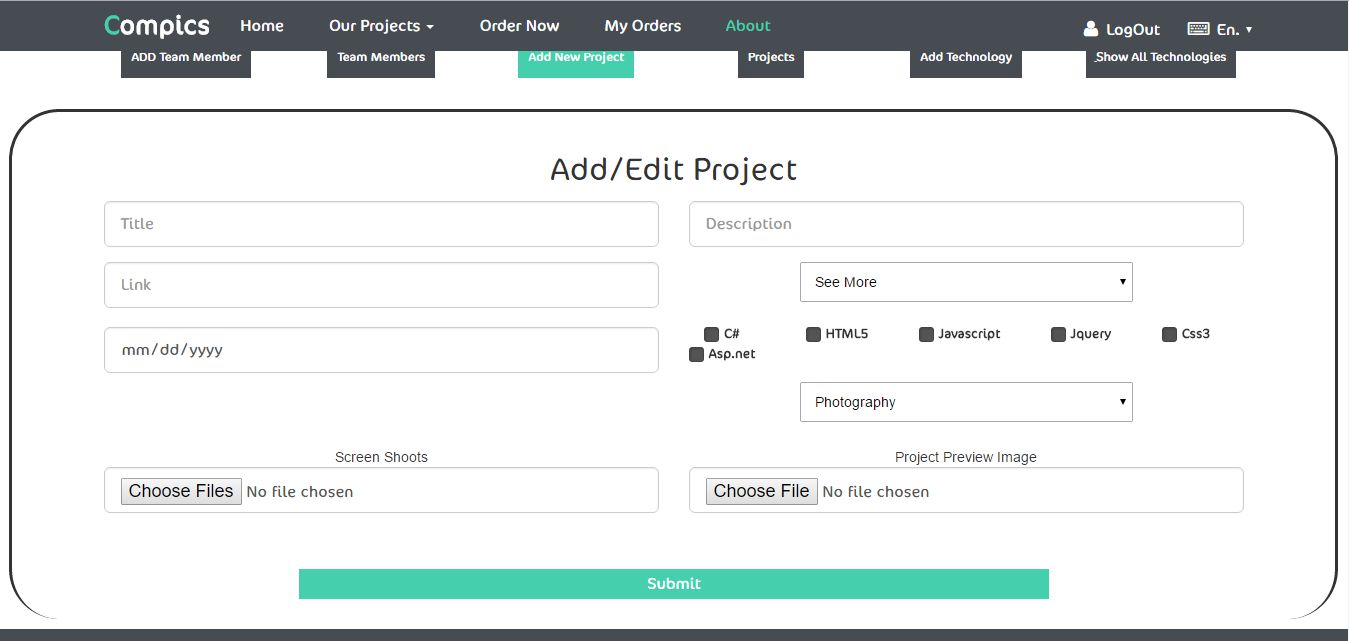 Compics Home Our Projects Order Now My Orders About LogOut En.
ADD Team Member Team Members Add New Project Projects Add Technology Show All Technologies
Add/Edit Project
Title Description
Link See More
C# HTML5 Javascript Jquery Css3
mm/dd/yyyy Asp.net
Photography
Screen Shoots Project Preview Image
Choose Files No file chosen Choose File No file chosen
Submit